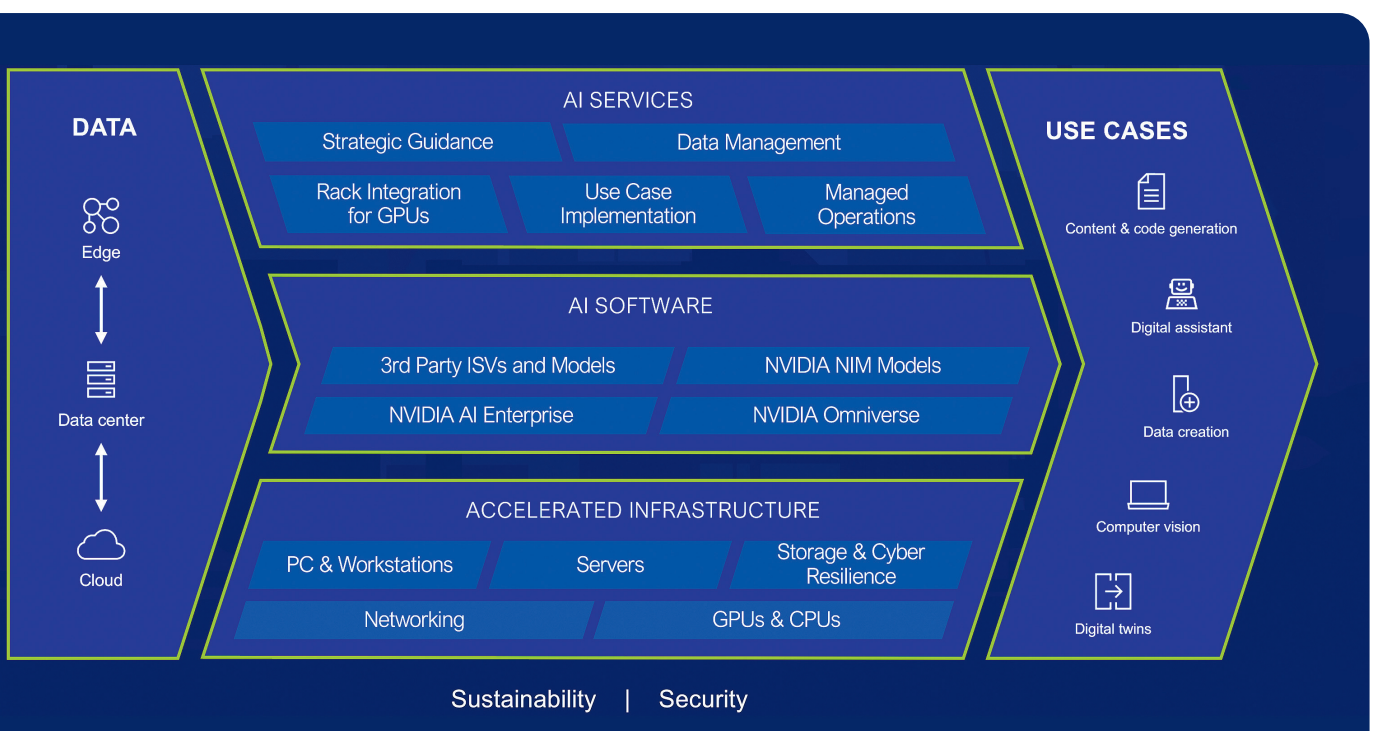 DATA
Edge
Data center
Cloud
AI SERVICES
Strategic Guidance
Data Management
Rack Integration
for GPUs
Use Case
Implementation
Managed
Operations
AI SOFTWARE
3rd Party ISVs and Models
NVIDIA NIM Models
NVIDIA AI Enterprise
NVIDIA Omniverse
ACCELERATED INFRASTRUCTURE
PC & Workstations
Servers
Storage & Cyber
Resilience
Networking
GPUs & CPUs
USE CASES
Content & code generation
Digital assistant
Data creation
Computer vision
Digital twins
Sustainability | Security